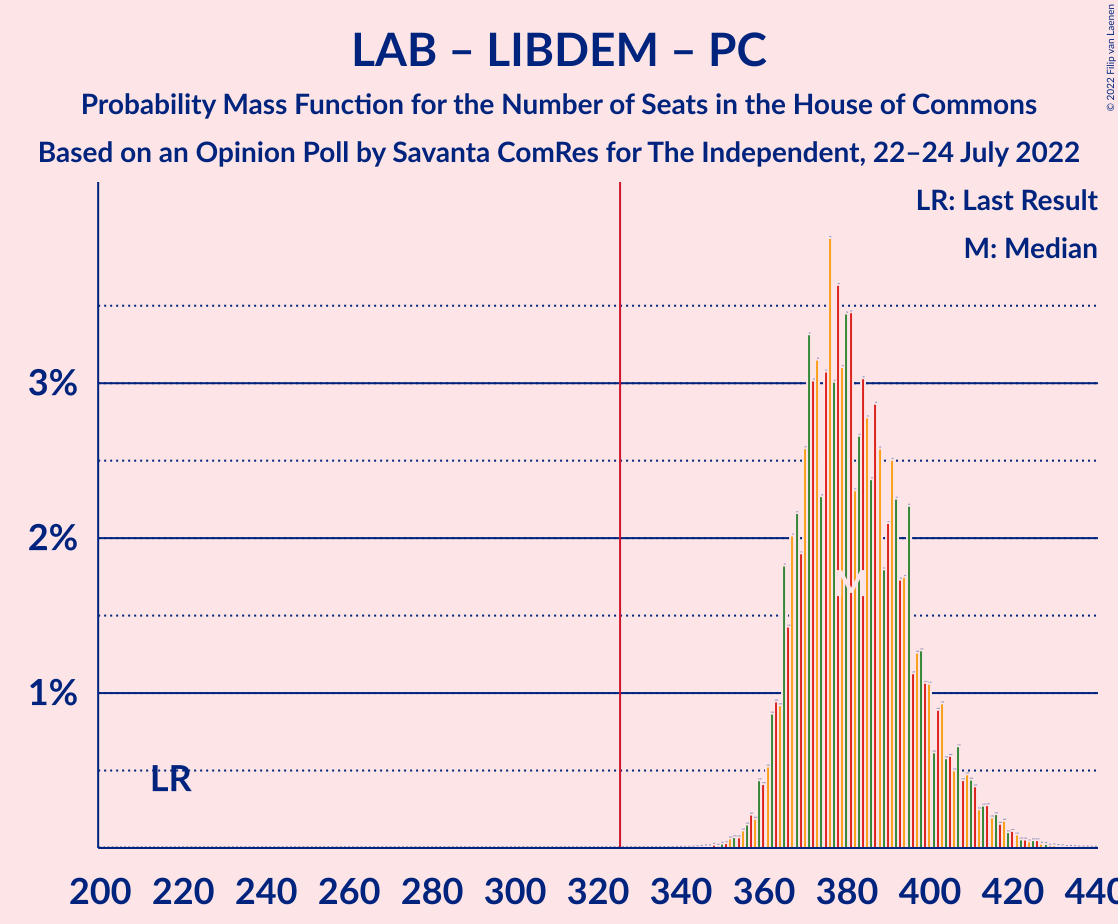 LAB – LIBDEM – PC
Probability Mass Function for the Number of Seats in the House of Commons
Based on an Opinion Poll by Savanta ComRes for The Independent, 22–24 July 2022
© 2022 Filip van Laenen
LR: Last Result
M: Median
3%
2%
1%
LR
M
200 220 240 260 280 300 320 340 360 380 400 420 440